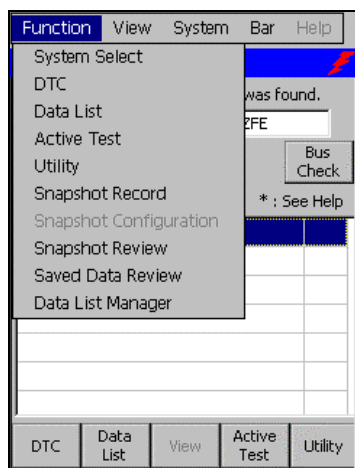 Function View System Bar Help
System Select
DTC
Data List
Active Test
Utility
Snapshot Record
Snapshot Configuration
Snapshot Review
Saved Data Review
Data List Manager
was found.
ZFE
Bus
Check
* : See Help
DTC
Data
List
View
Active
Test
Utility